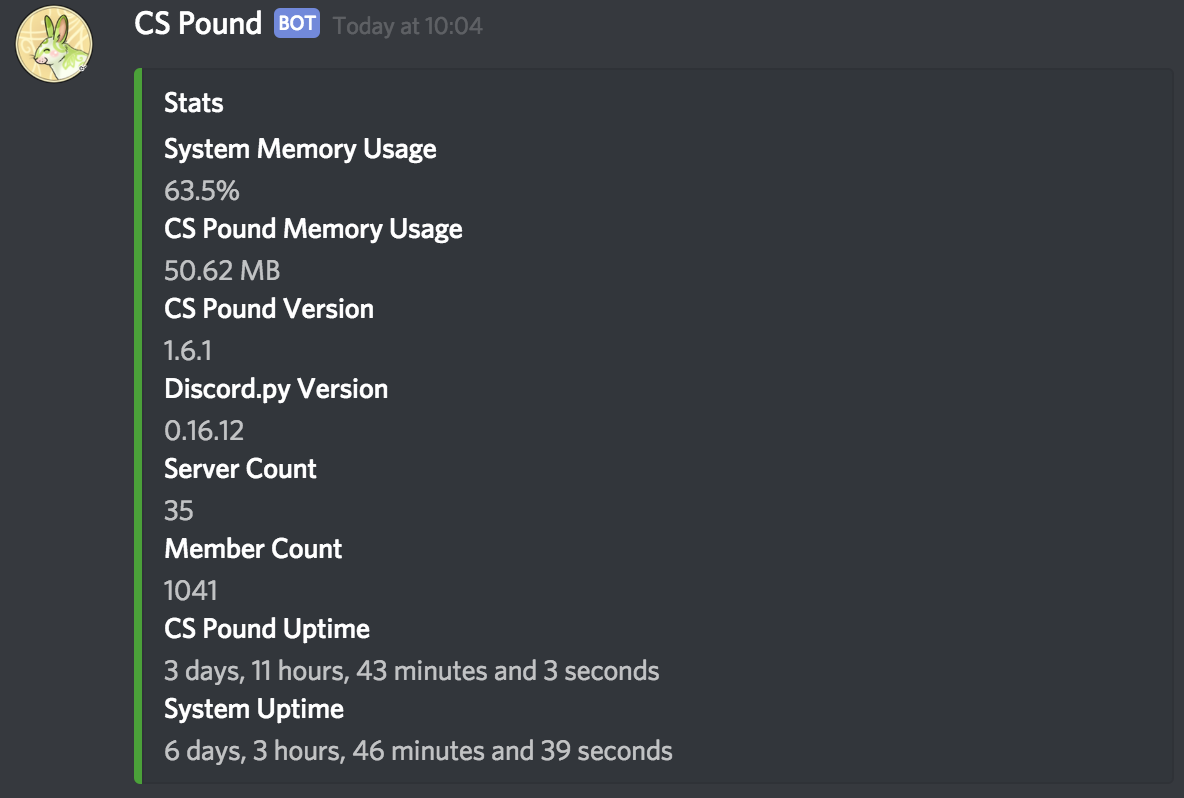 CS Pound BOT Today at 10:04
Stats
System Memory Usage
63.5%
CS Pound Memory Usage
50.62 MB
CS Pound Version
1.6.1
Discord.py Version
0.16.12
Server Count
35
Member Count
1041
CS Pound Uptime
3 days, 11 hours, 43 minutes and 3 seconds
System Uptime
6 days, 3 hours, 46 minutes and 39 seconds